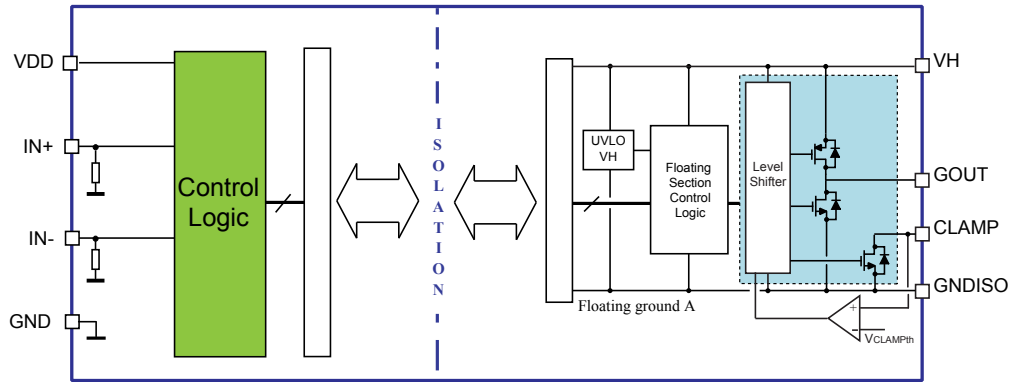 VDD
IN+
IN-
GND
Control
Logic
ISOLATION
UVLO
VH
Floating
Section
Control
Logic
Level
Shifter
VH
GOUT
CLAMP
GNDISO
Floating ground A
+
-
VCLAMPth